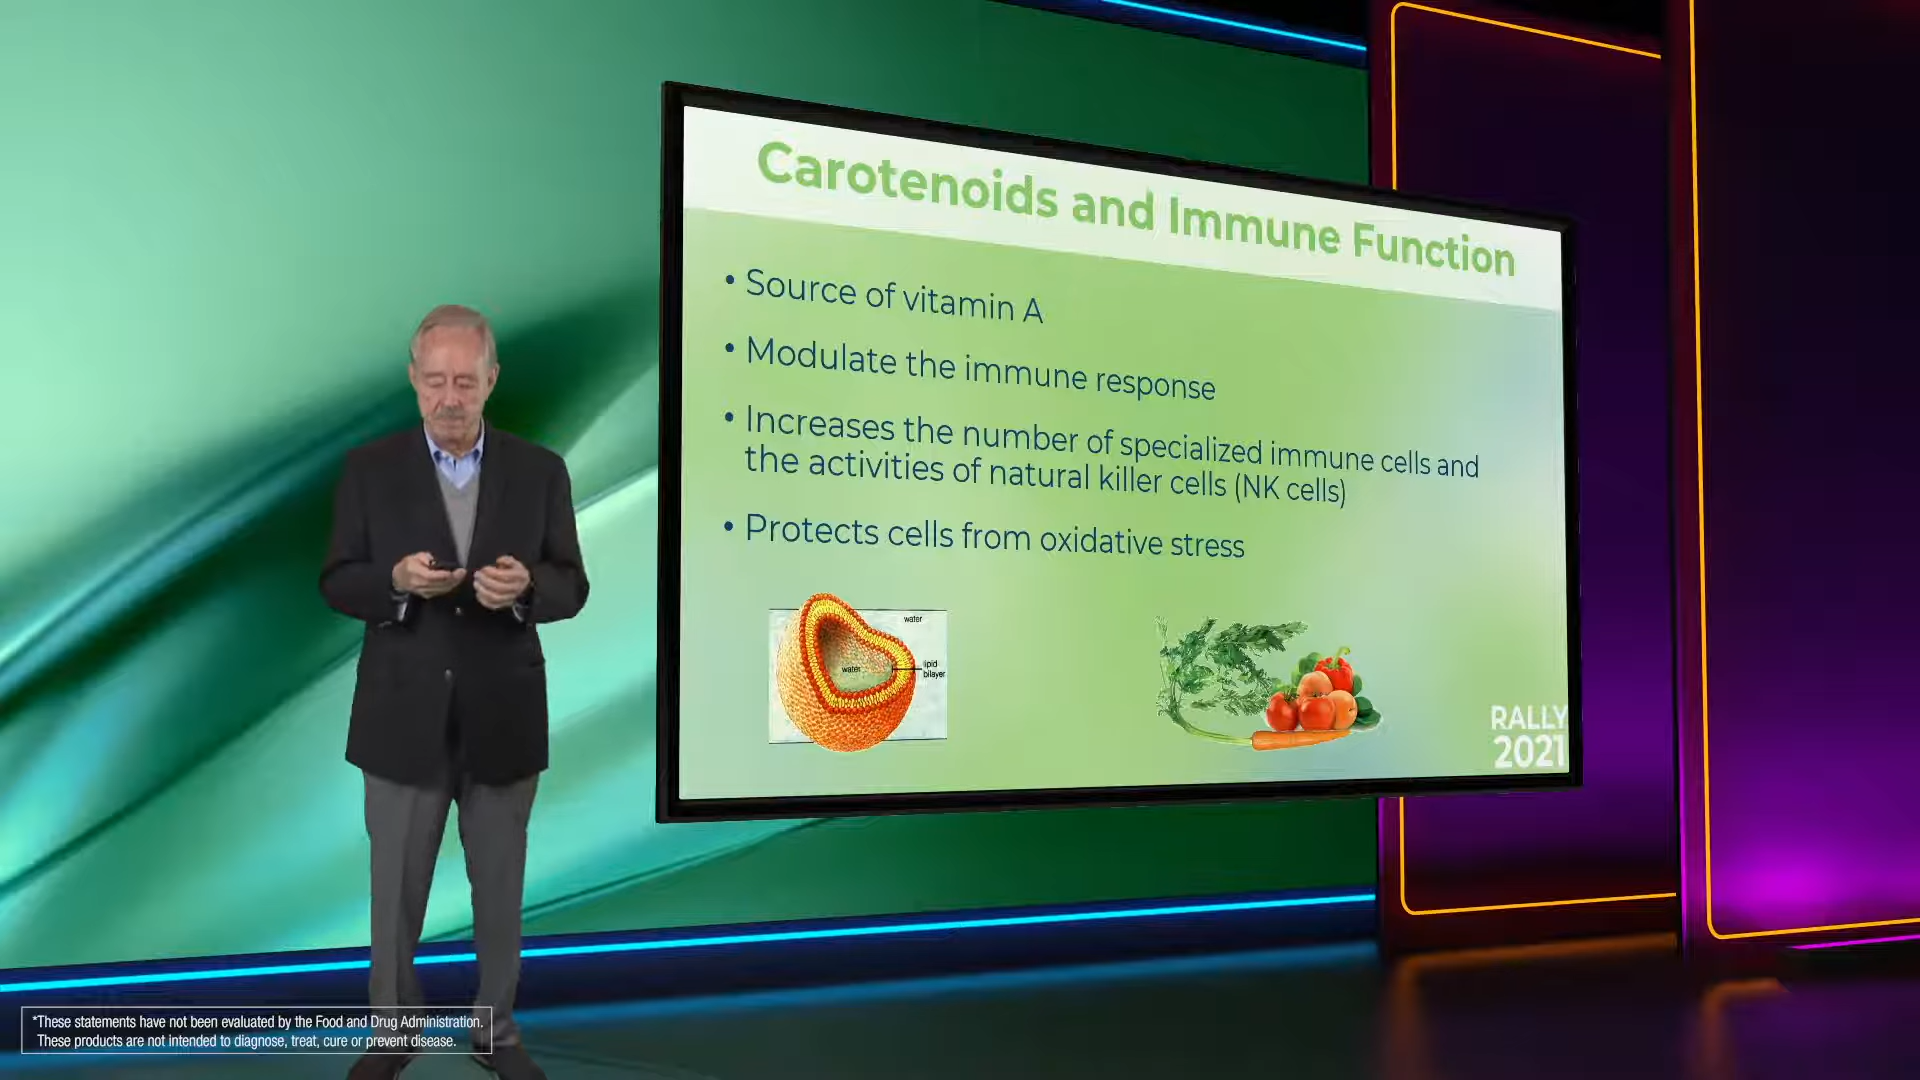 Carotenoids and Immune Function
• Source of vitamin A
• Modulate the immune response
• Increases the number of specialized immune cells and
the activities of natural killer cells (NK cells)
• Protects cells from oxidative stress
water
water
lipid
bilayer
RALLY
2021
*These statements have not been evaluated by the Food and Drug Administration.
These products are not intended to diagnose, treat, cure or prevent disease.